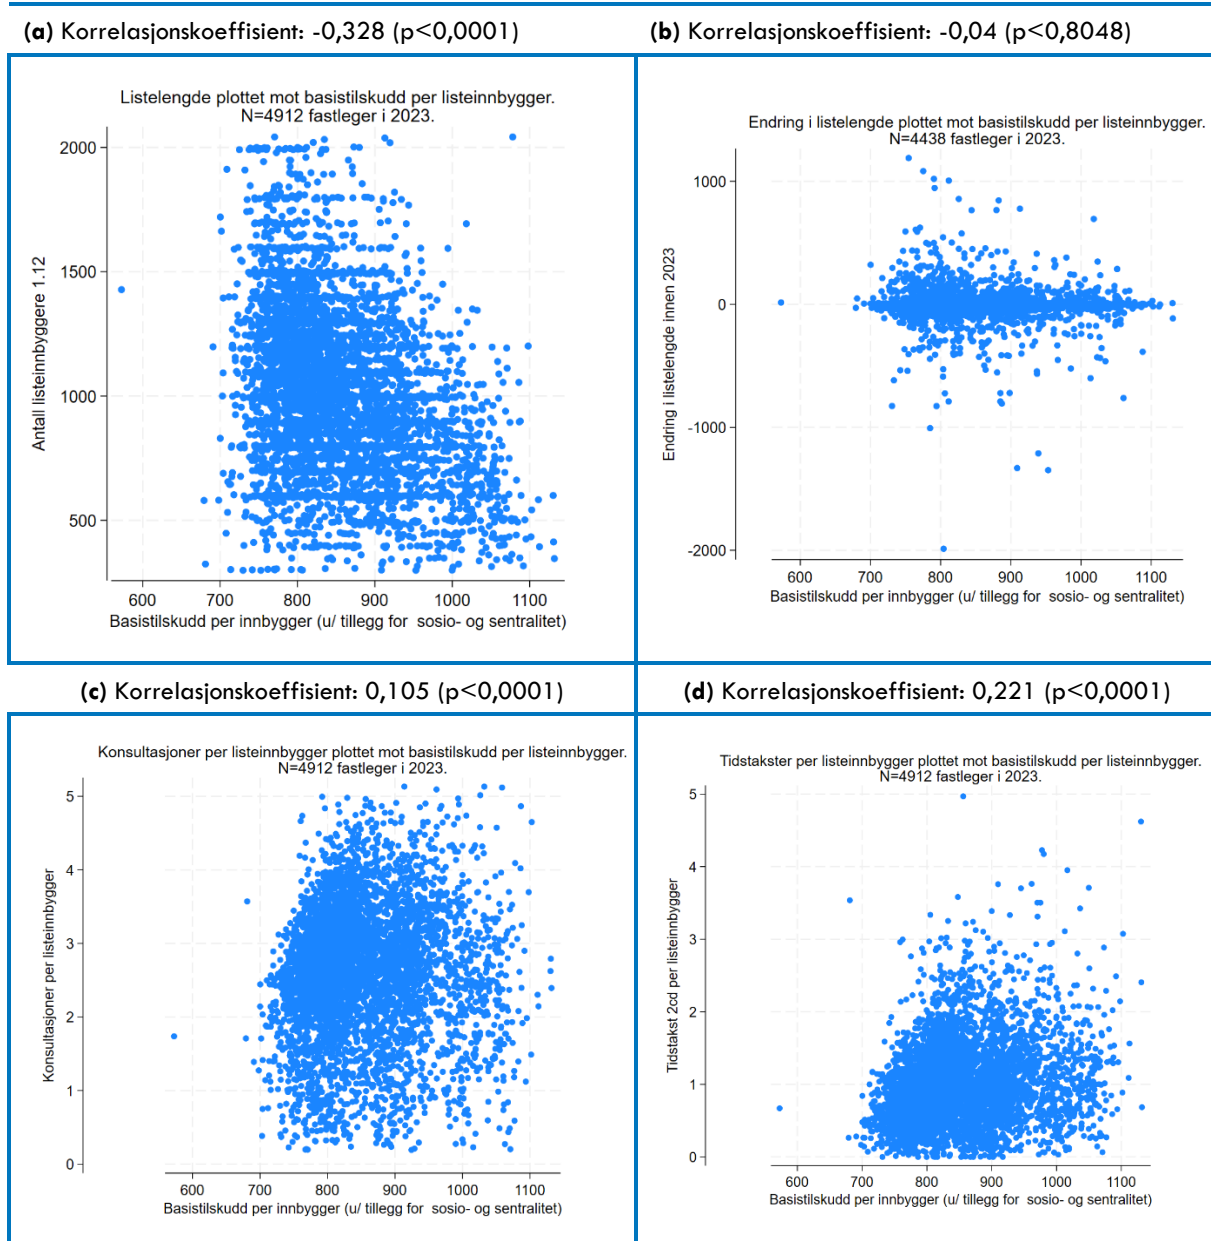 (a) Korrelasjonskoeffisient: -0,328 (p<0,0001)
(b) Korrelasjonskoeffisient: -0,04 (p<0,8048)
Listelengde plottet mot basistilskudd per listeinnbygger.
N=4912 fastleger i 2023.
Antall listeinnbyggere 1.12
2000
1500
1000
500
600 700 800 900 1000 1100
Basistilskudd per innbygger (u/ tillegg for sosio- og sentralitet)
Endring i listelengde plottet mot basistilskudd per listeinnbygger.
N=4438 fastleger i 2023.
Endring i listelengde innen 2023
1000
0
-1000
-2000
600 700 800 900 1000 1100
Basistilskudd per innbygger (u/ tillegg for sosio- og sentralitet)
(c) Korrelasjonskoeffisient: 0,105 (p<0,0001)
(d) Korrelasjonskoeffisient: 0,221 (p<0,0001)
Konsultasjoner per listeinnbygger plottet mot basistilskudd per listeinnbygger.
N=4912 fastleger i 2023.
Konsultasjoner per listeinnbygger
5
4
3
2
1
0
600 700 800 900 1000 1100
Basistilskudd per innbygger (u/ tillegg for sosio- og sentralitet)
Tidstakster per listeinnbygger plottet mot basistilskudd per listeinnbygger.
N=4912 fastleger i 2023.
Tidstakst 2cd per listeinnbygger
5
4
3
2
1
0
600 700 800 900 1000 1100
Basistilskudd per innbygger (u/ tillegg for sosio- og sentralitet)